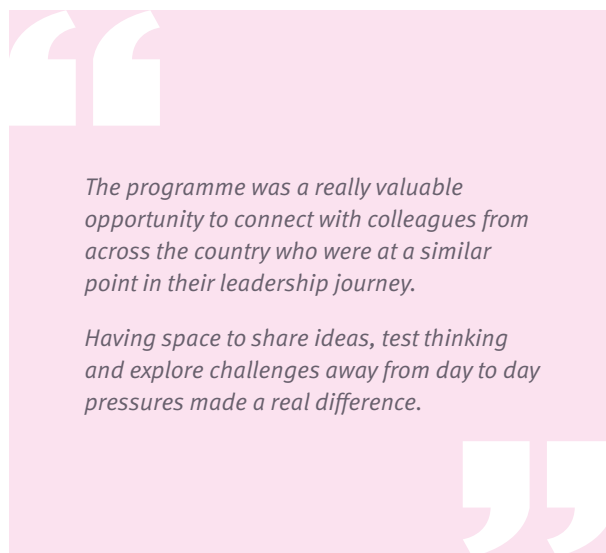 The programme was a really valuable
opportunity to connect with colleagues from
across the country who were at a similar
point in their leadership journey.
Having space to share ideas, test thinking
and explore challenges away from day to day
pressures made a real difference.